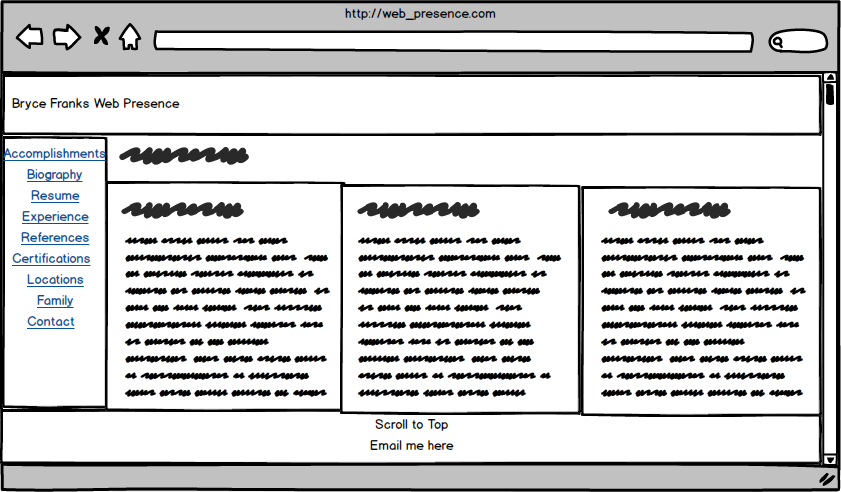 http://web_presence.com
Bryce Franks Web Presence
Accomplishments
Biography
Resume
Experience
References
Certifications
Locations
Family
Contact
Scroll to Top
Email me here